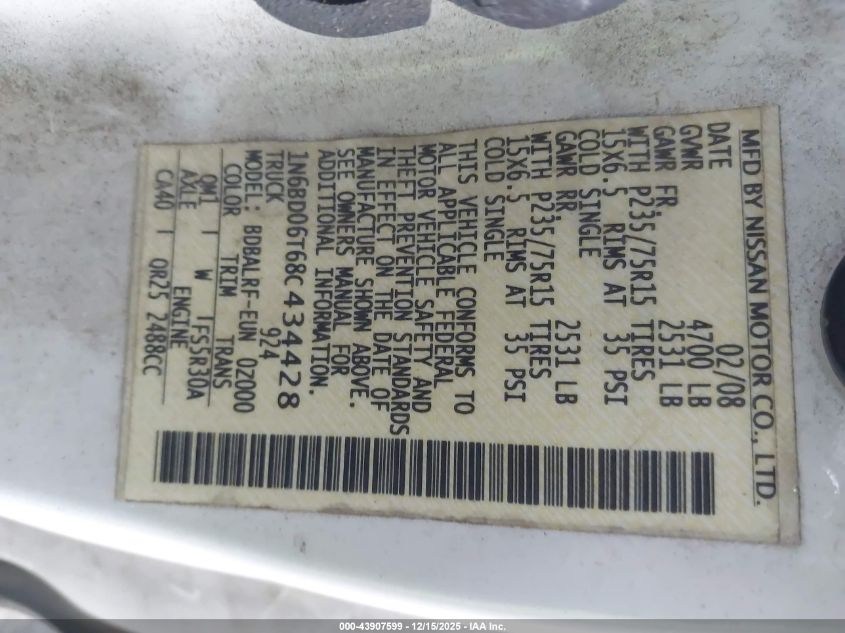 MFD BY NISSAN MOTOR CO., LTD.
DATE 02/08
GVWR 4700 LB
GAWR FR. 2531 LB
WITH P235/75R15 TIRES
15X6.5 RIMS AT 35 PSI
COLD SINGLE
GAWR RR. 2531 LB
WITH P235/75R15 TIRES
15X6.5 RIMS AT 35 PSI
COLD SINGLE
THIS VEHICLE CONFORMS TO
ALL APPLICABLE FEDERAL
MOTOR VEHICLE SAFETY AND
THEFT PREVENTION STANDARDS
IN EFFECT ON THE DATE OF
MANUFACTURE SHOWN ABOVE.
SEE OWNERS MANUAL FOR
ADDITIONAL INFORMATION.
1N6BD06T68C434428
TRUCK 924
MODEL: BDBALRF-EUN 02000
COLOR TRIM TRANS
QM1 | W | FS5R30A
AXLE ENGINE
CA40 | QR25 2488CC
000-43907599 - 12/15/2025 - IAA Inc.